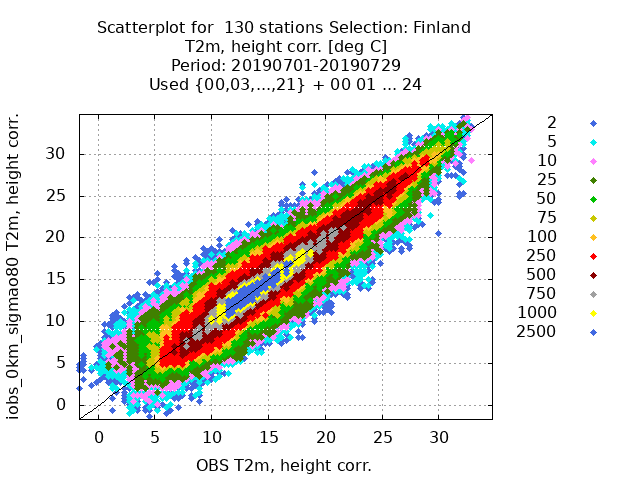 Scatterplot for  130 stations Selection: Finland
T2m, height corr. [deg C]
Period: 20190701-20190729
Used {00,03,...,21} + 00 01 ... 24
iobs_0km_sigmao80 T2m, height corr.
30
25
20
15
10
5
0
0 5 10 15 20 25 30
OBS T2m, height corr.
2
5
10
25
50
75
100
250
500
750
1000
2500